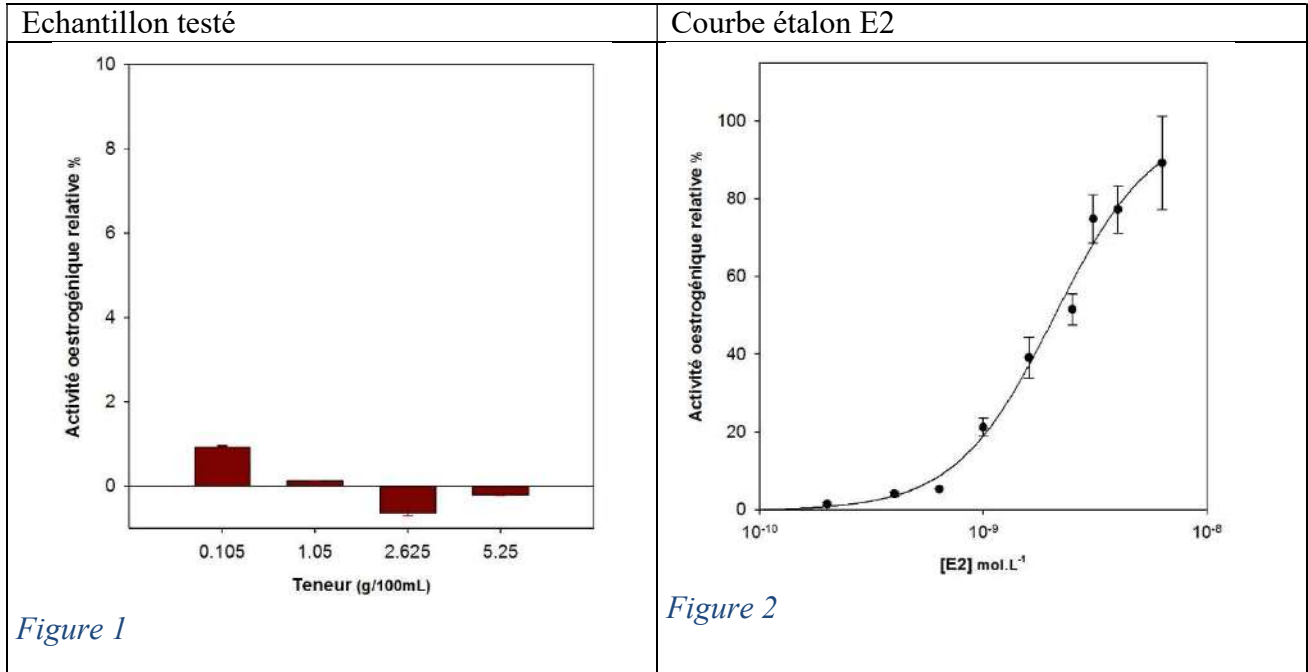 Echantillon testé
Courbe étalon E2
10
8
6
4
2
0
Activité oestrogénique relative %
0.105 1.05 2.625 5.25
Teneur (g/100mL)
Figure 1
100
80
60
40
20
0
Activité oestrogénique relative %
10-10 10-9 10-8
[E2] mol.L-1
Figure 2